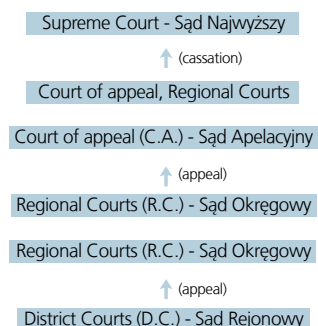 Supreme Court - Sąd Najwyższy
(cassation)
Court of appeal, Regional Courts
Court of appeal (C.A.) - Sąd Apelacyjny
(appeal)
Regional Courts (R.C.) - Sąd Okręgowy
Regional Courts (R.C.) - Sąd Okręgowy
(appeal)
District Courts (D.C.) - Sad Rejonowy